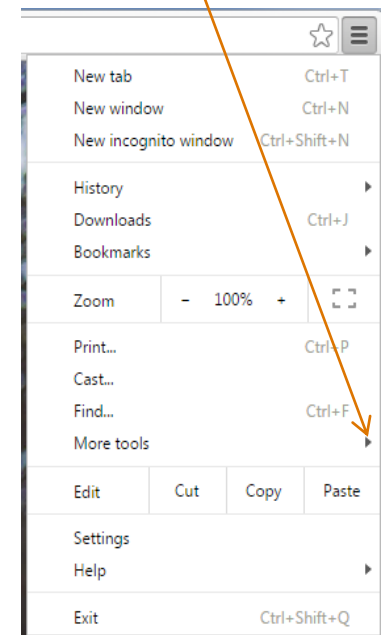 New tab Ctrl+T
New window Ctrl+N
New incognito window Ctrl+Shift+N
History
Downloads Ctrl+J
Bookmarks
Zoom - 100% +
Print... Ctrl+P
Cast...
Find... Ctrl+F
More tools
Edit Cut Copy Paste
Settings
Help
Exit Ctrl+Shift+Q